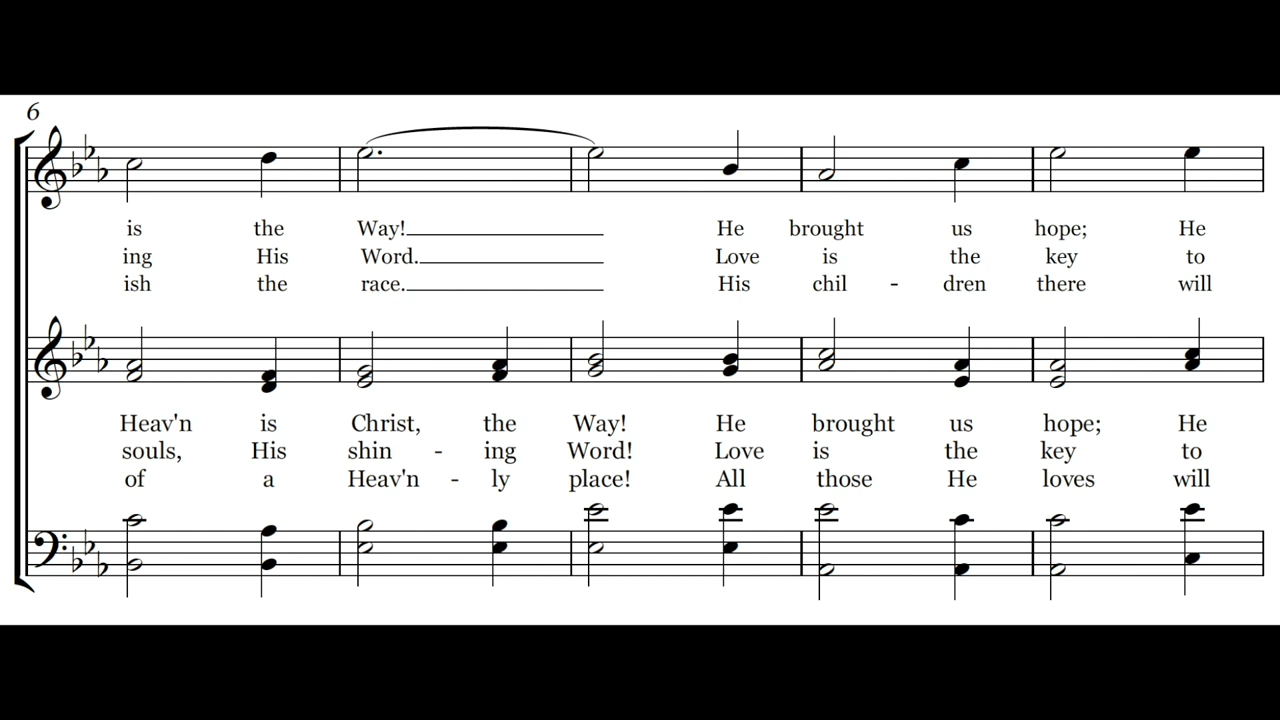 6
is the Way! He brought us hope; He
ing His Word. Love is the key to
ish the race. His chil - dren there will
Heav'n is Christ, the Way! He brought us hope; He
souls, His shin - ing Word! Love is the key to
of a Heav'n - ly place! All those He loves will